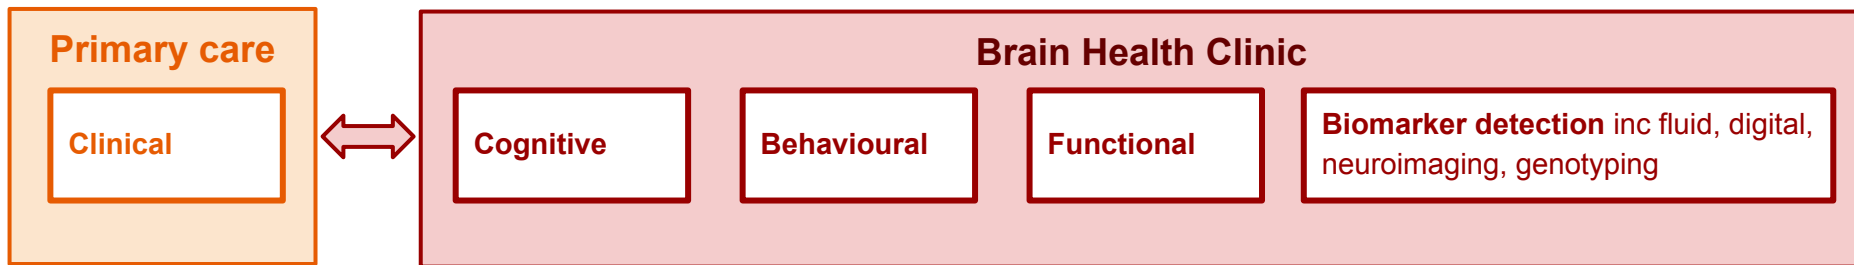 Primary care
Clinical
Brain Health Clinic
Cognitive
Behavioural
Functional
Biomarker detection inc fluid, digital,
neuroimaging, genotyping